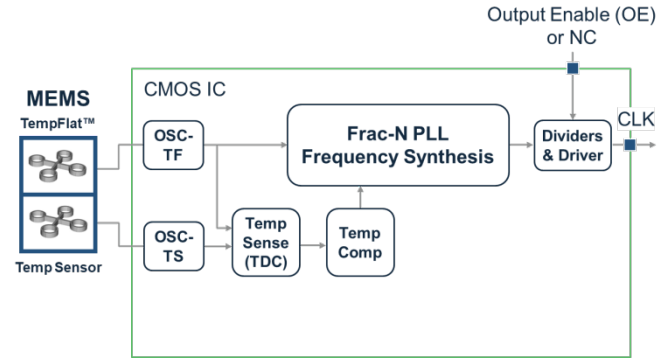 Output Enable (OE)
or NC
MEMS
TempFlat™
CMOS IC
CLK
OSC-
TF
Frac-N PLL
Frequency Synthesis
Dividers
& Driver
OSC-
TS
Temp
Sense
(TDC)
Temp
Comp
Temp Sensor